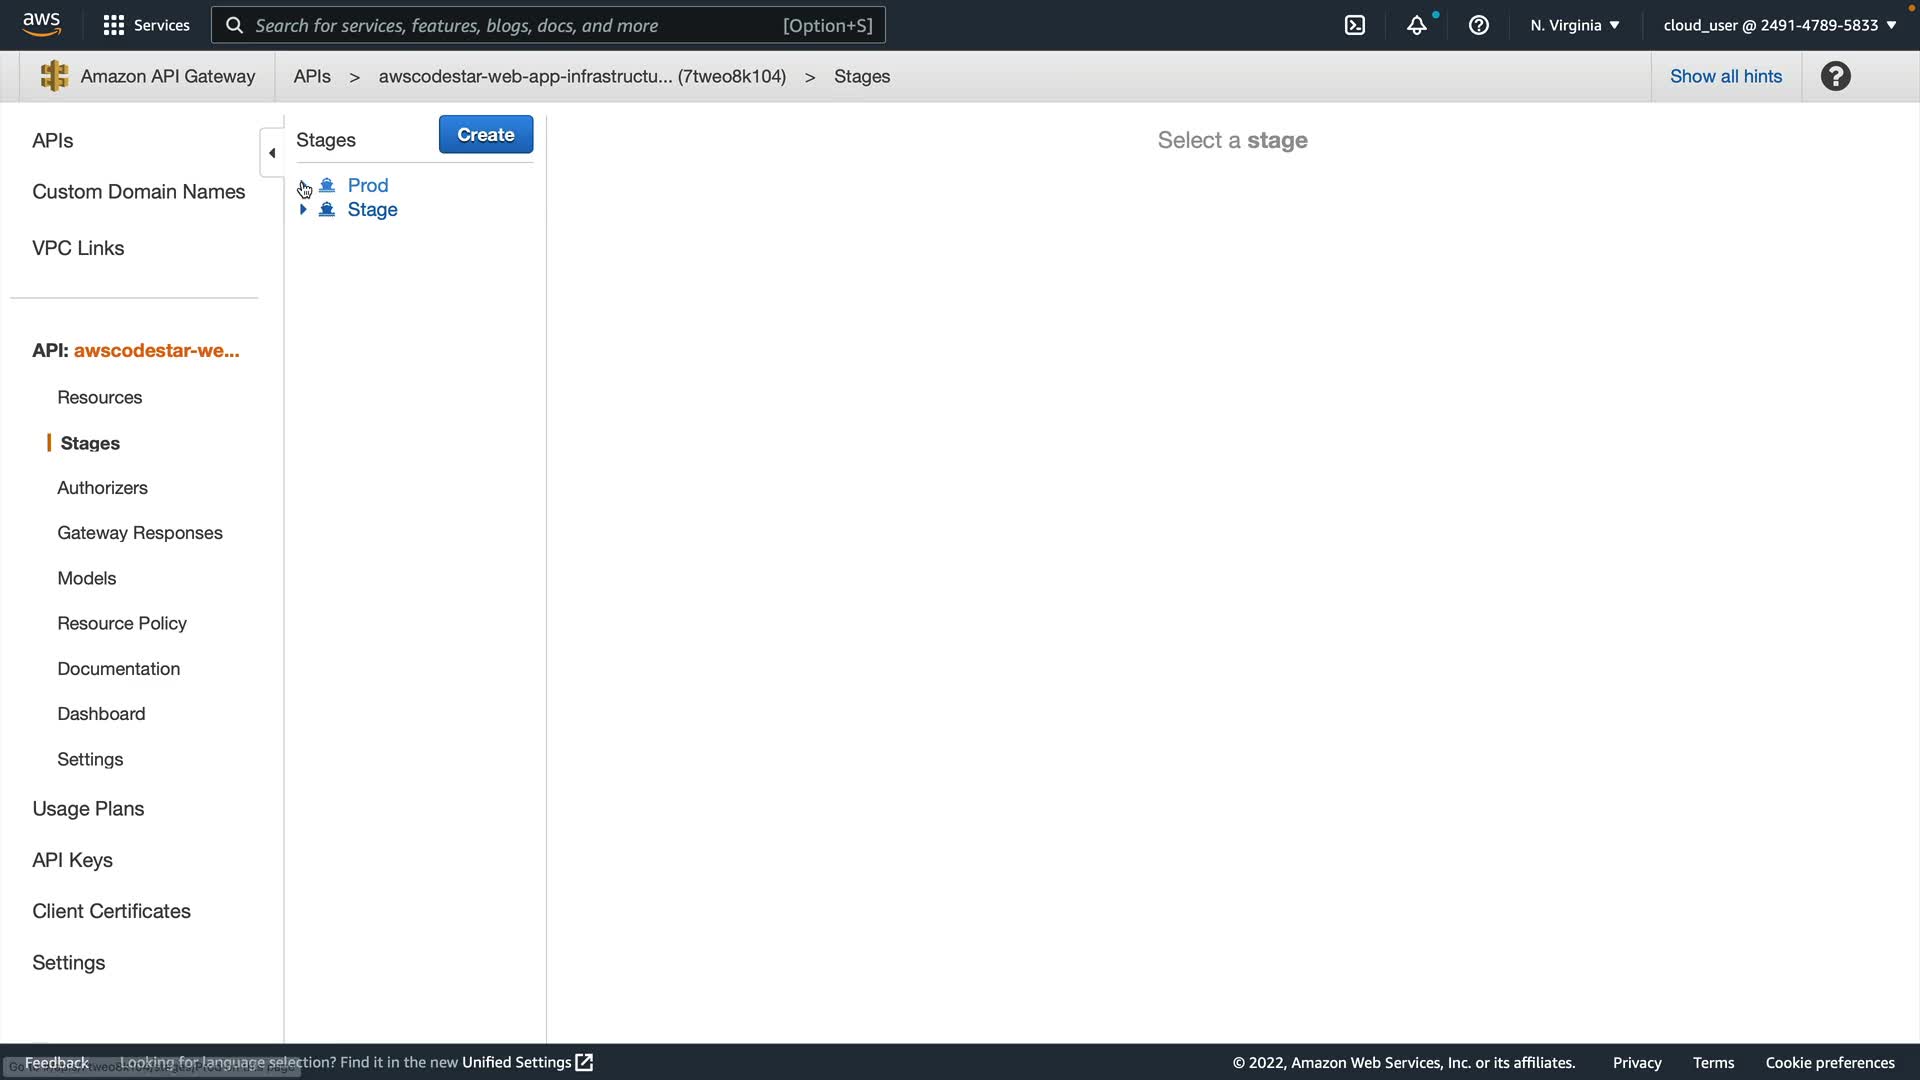 aws
Services
Search for services, features, blogs, docs, and more
[Option+S]
N. Virginia
cloud_user @ 2491-4789-5833
Amazon API Gateway
APIs > awscodestar-web-app-infrastructu... (7tweo8k104) > Stages
Show all hints
APIs
Custom Domain Names
VPC Links
API: awscodestar-we...
Resources
Stages
Authorizers
Gateway Responses
Models
Resource Policy
Documentation
Dashboard
Settings
Usage Plans
API Keys
Client Certificates
Settings
Stages
Create
Prod
Stage
Select a stage
Feedback
Looking for language selection? Find it in the new Unified Settings
© 2022, Amazon Web Services, Inc. or its affiliates.
Privacy
Terms
Cookie preferences